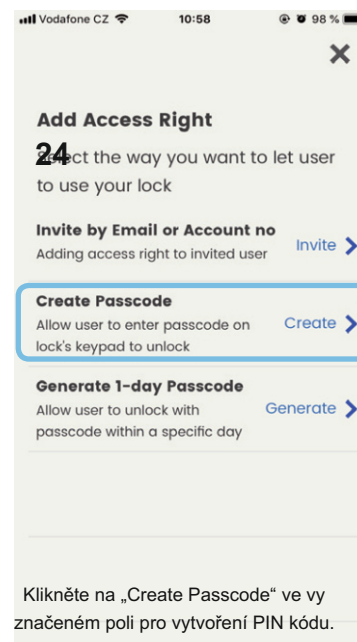 Vodafone CZ 10:58 98 %
Add Access Right
24
Select the way you want to let user
to use your lock
Invite by Email or Account no
Adding access right to invited user
Invite
Create Passcode
Allow user to enter passcode on
lock's keypad to unlock
Create
Generate 1-day Passcode
Allow user to unlock with
passcode within a specific day
Generate
Klikněte na „Create Passcode“ ve vy
značeném poli pro vytvoření PIN kódu.